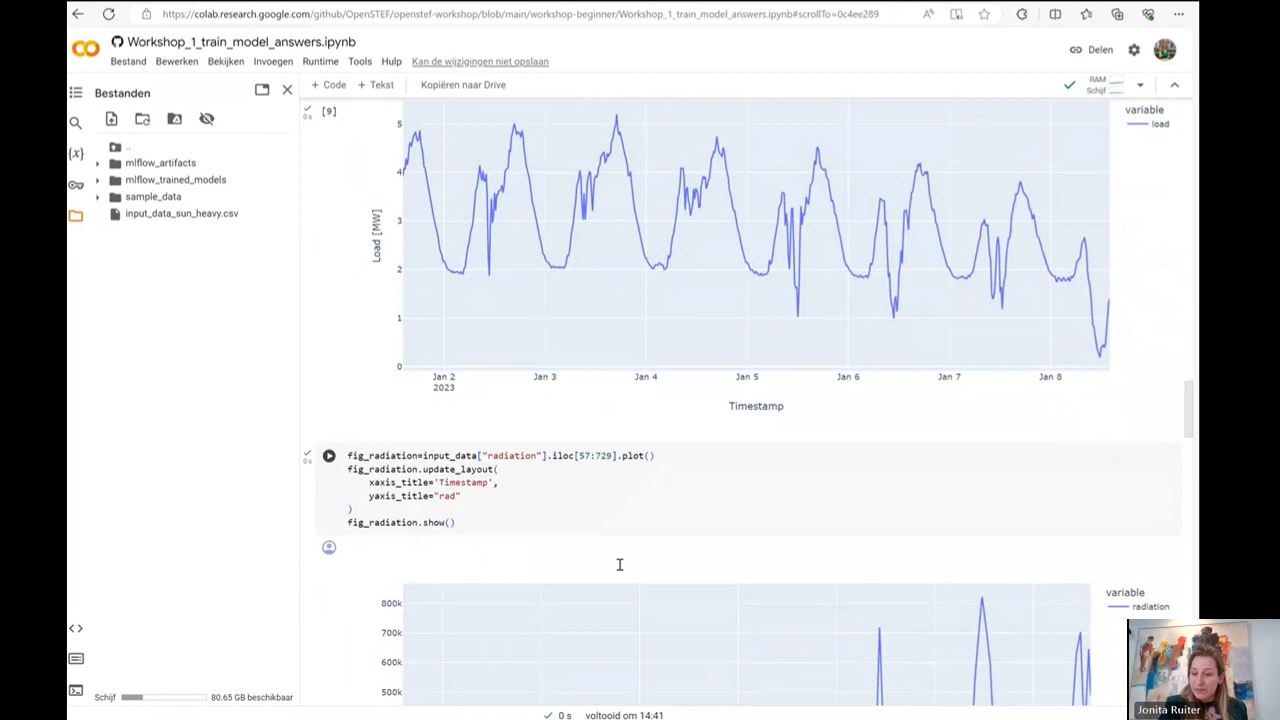 https://colab.research.google.com/github/OpenSTEF/openstef-workshop/blob/main/workshop-beginner/Workshop_1_train_model_answers.ipynb#scrollTo=0c4ee289
Workshop_1_train_model_answers.ipynb
Bestand Bewerken Bekijken Invoegen Runtime Tools Help Kan de wijzigingen niet opslaan
Delen
+ Code + Tekst Kopiëren naar Drive
RAM
Schijf
Bestanden
..
mlflow_artifacts
mlflow_trained_models
sample_data
input_data_sun_heavy.csv
{x}
[9]
0s
variable
load
5
4
3
2
1
0
Load [MW]
Jan 2
2023
Jan 3
Jan 4
Jan 5
Jan 6
Jan 7
Jan 8
Timestamp
0s
fig_radiation=input_data["radiation"].iloc[57:729].plot()
fig_radiation.update_layout(
xaxis_title='Timestamp',
yaxis_title="rad"
)
fig_radiation.show()
variable
radiation
800k
700k
600k
500k
Schijf 80.65 GB beschikbaar
0 s voltooid om 14:41
Jonita Ruiter